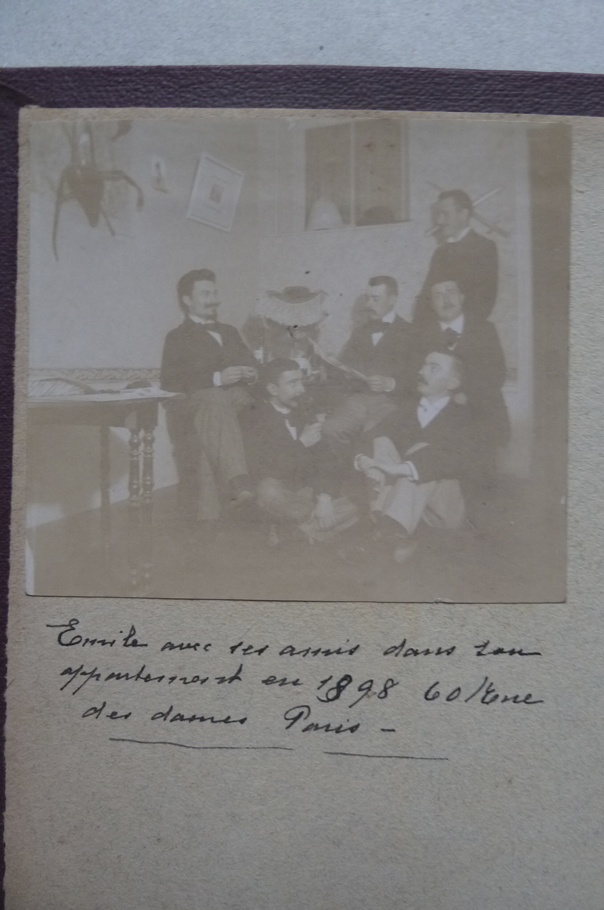 Emile avec ses amis dans son
appartement en 1898 60 Rue
des dames Paris -